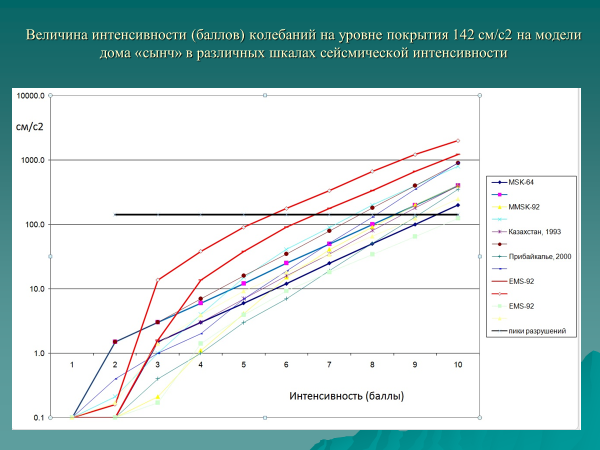 Величина интенсивности (баллов) колебаний на уровне покрытия 142 см/с2 на модели
дома «сынч» в различных шкалах сейсмической интенсивности
10000.0
см/с2
1000.0
100.0
10.0
1.0
0.1
1 2 3 4 5 6 7 8 9 10
Интенсивность (баллы)
MSK-64
MMSK-92
Казахстан, 1993
Прибайкалье, 2000
EMS-92
EMS-92
пики разрушений